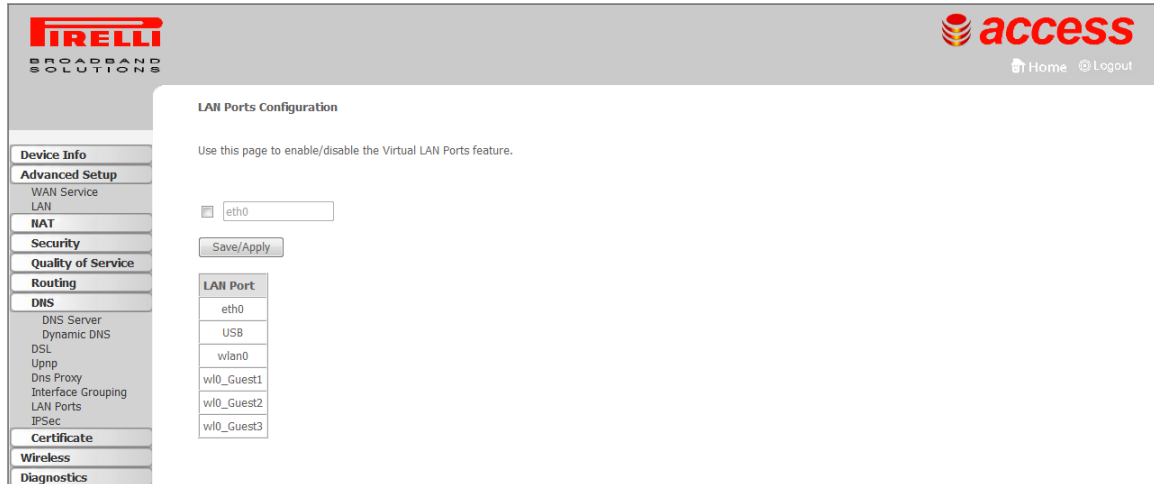 PIRELLI
BROADBAND
SOLUTIONS
access
Home Logout
LAN Ports Configuration
Use this page to enable/disable the Virtual LAN Ports feature.
eth0
Save/Apply
LAN Port
eth0
USB
wlan0
wl0_Guest1
wl0_Guest2
wl0_Guest3
Device Info
Advanced Setup
WAN Service
LAN
NAT
Security
Quality of Service
Routing
DNS
DNS Server
Dynamic DNS
DSL
Upnp
Dns Proxy
Interface Grouping
LAN Ports
IPSec
Certificate
Wireless
Diagnostics